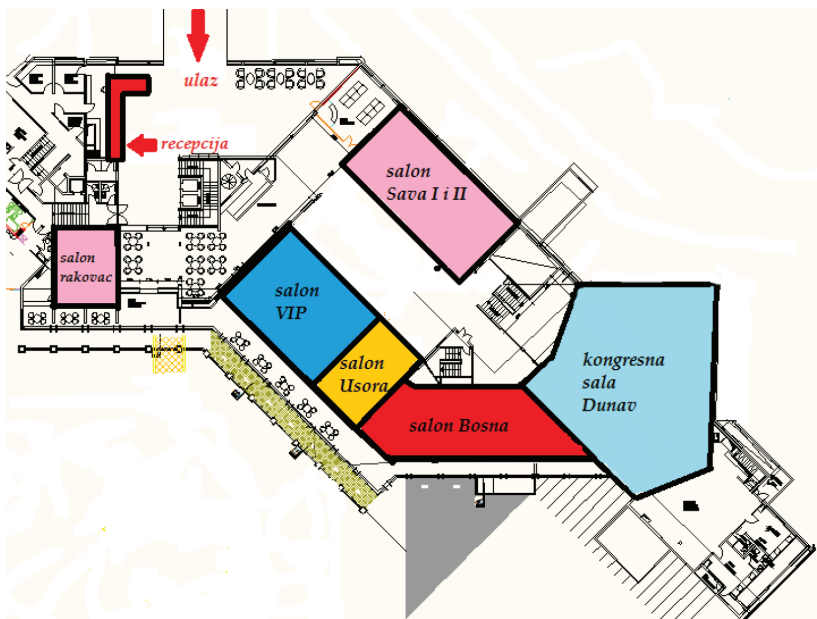 ulaz
recepcija
salon
Sava I i II
salon
rakovac
salon
VIP
salon
Usora
kongresna
sala
Dunav
salon Bosna